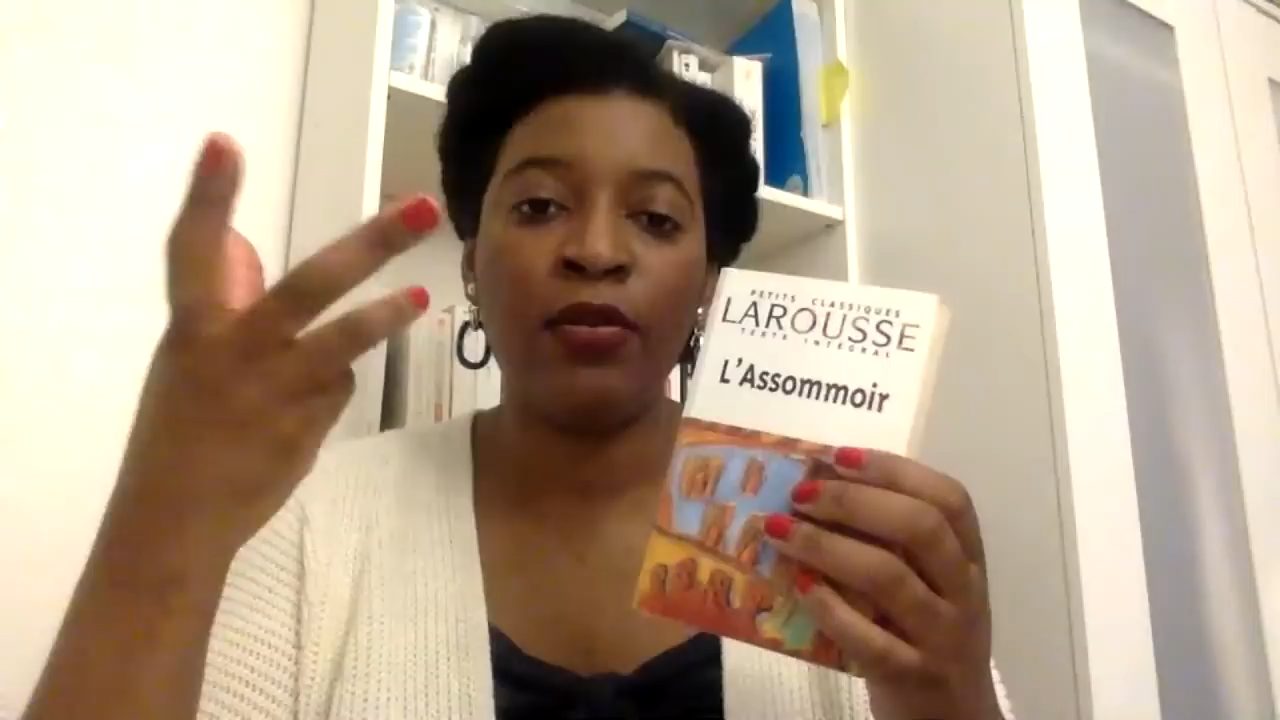 PETITS CLASSIQUES
LAROUSSE
TEXTE INTÉGRAL
L'Assommoir